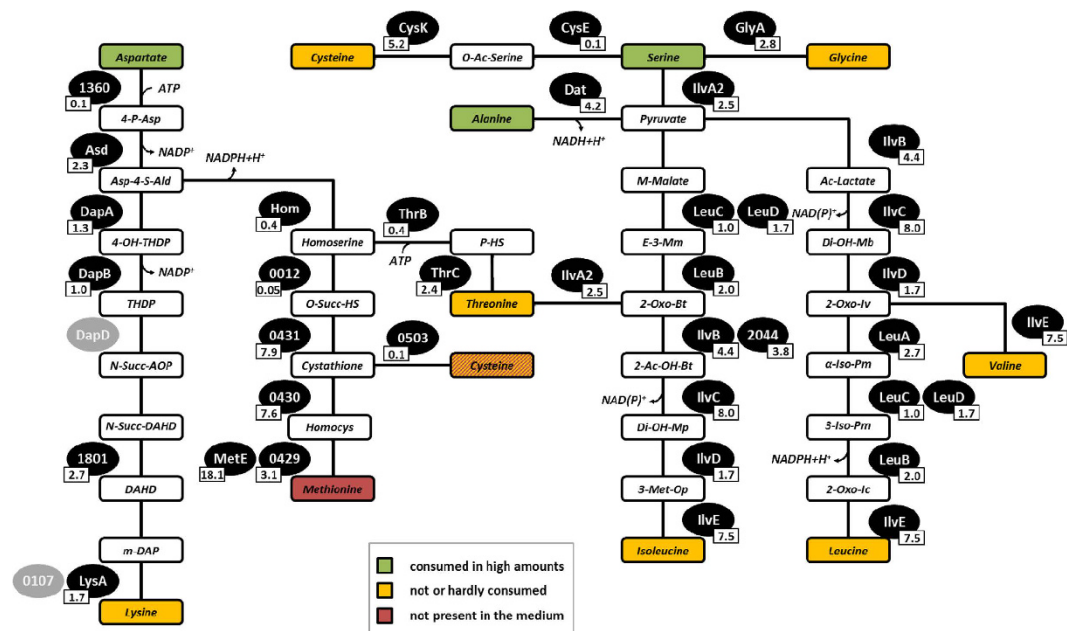 CysK
5.2
CysE
0.1
GlyA
2.8
Aspartate
Cysteine
O-Ac-Serine
Serine
Glycine
1360
0.1
ATP
Dat
4.2
IlvA2
2.5
4-P-Asp
Alanine
Pyruvate
NADH+H⁺
Asd
2.3
NADP⁺
NADPH+H⁺
IlvB
4.4
Asp-4-S-Ald
M-Malate
Ac-Lactate
DapA
1.3
Hom
0.4
ThrB
0.4
LeuC
1.0
LeuD
1.7
NAD(P)⁺
IlvC
8.0
4-OH-THDP
Homoserine
P-HS
E-3-Mm
Di-OH-Mb
ATP
DapB
1.0
NADP⁺
0012
0.05
ThrC
2.4
IlvA2
2.5
LeuB
2.0
IlvD
1.7
THDP
O-Succ-HS
Threonine
2-Oxo-Bt
2-Oxo-Iv
DapD
0431
7.9
0503
0.1
IlvB
4.4
2044
3.8
LeuA
2.7
IlvE
7.5
N-Succ-AOP
Cystathione
Cysteine
2-Ac-OH-Bt
α-Iso-Pm
Valine
0430
7.6
NAD(P)⁺
IlvC
8.0
LeuC
1.0
LeuD
1.7
N-Succ-DAHD
Homocys
Di-OH-Mp
3-Iso-Pm
1801
2.7
MetE
18.1
0429
3.1
IlvD
1.7
NADPH+H⁺
LeuB
2.0
DAHD
Methionine
3-Met-Op
2-Oxo-Ic
IlvE
7.5
IlvE
7.5
m-DAP
Isoleucine
Leucine
0107
LysA
1.7
Lysine
consumed in high amounts
not or hardly consumed
not present in the medium